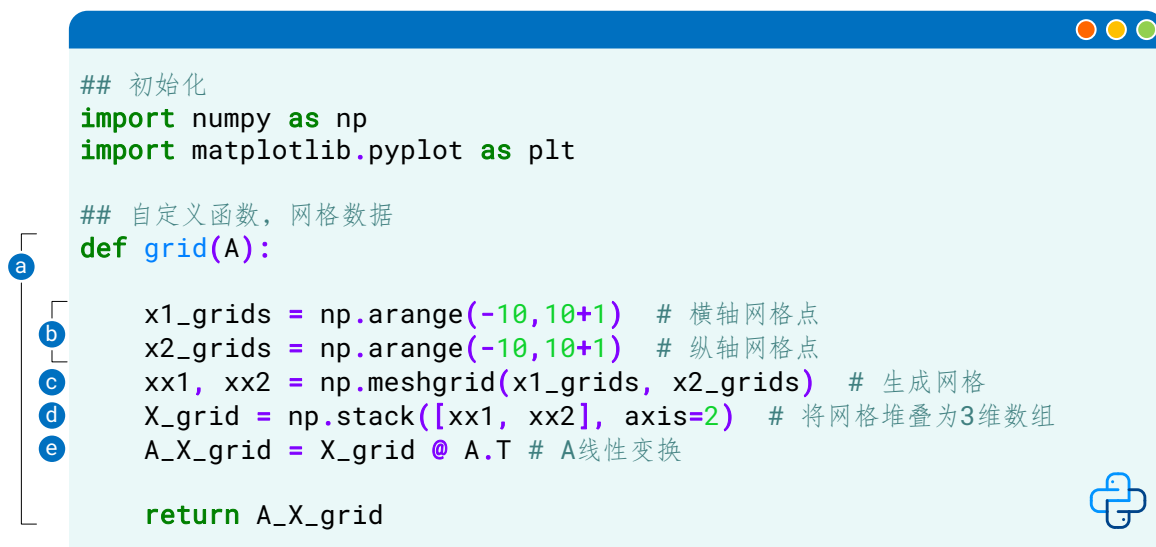 ## 初始化
import numpy as np
import matplotlib.pyplot as plt
## 自定义函数，网格数据
def grid(A):
a
x1_grids = np.arange(-10,10+1)  # 横轴网格点
b
x2_grids = np.arange(-10,10+1)  # 纵轴网格点
c xx1, xx2 = np.meshgrid(x1_grids, x2_grids)  # 生成网格
d X_grid = np.stack([xx1, xx2], axis=2)  # 将网格堆叠为3维数组
e A_X_grid = X_grid @ A.T # A线性变换
return A_X_grid